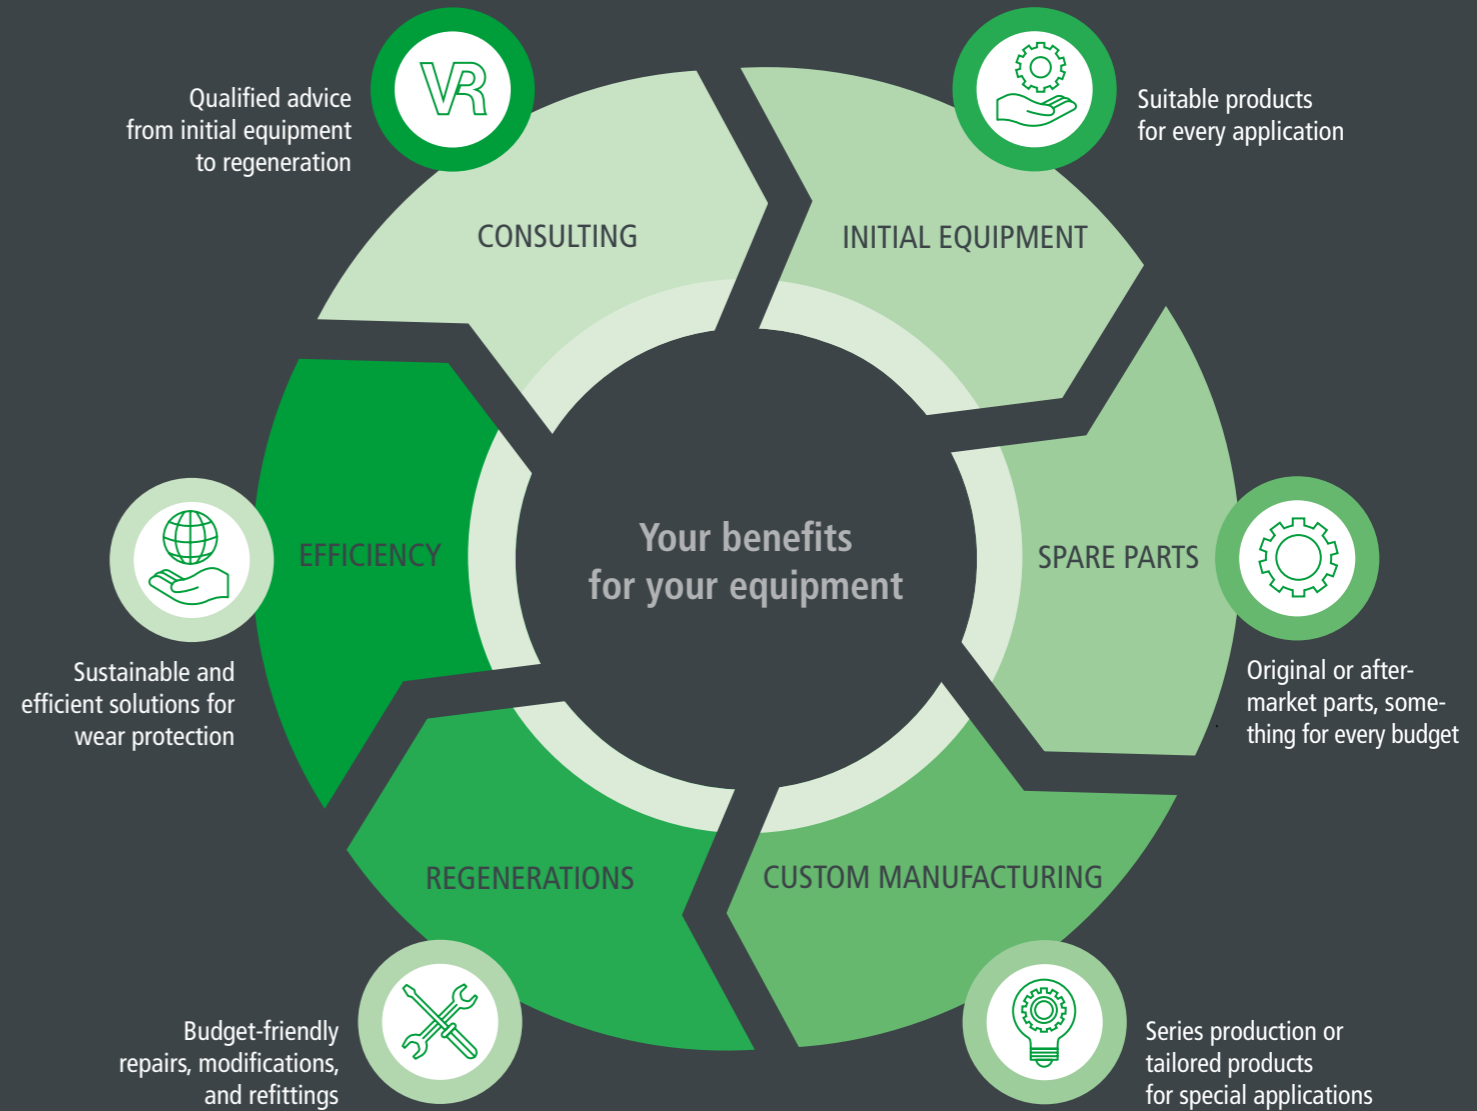 Qualified advice
from initial equipment
to regeneration
VR
CONSULTING
Suitable products
for every application
INITIAL EQUIPMENT
SPARE PARTS
Original or after-
market parts, some-
thing for every budget
CUSTOM MANUFACTURING
Series production or
tailored products
for special applications
REGENERATIONS
Budget-friendly
repairs, modifications,
and refittings
EFFICIENCY
Sustainable and
efficient solutions for
wear protection
Your benefits
for your equipment